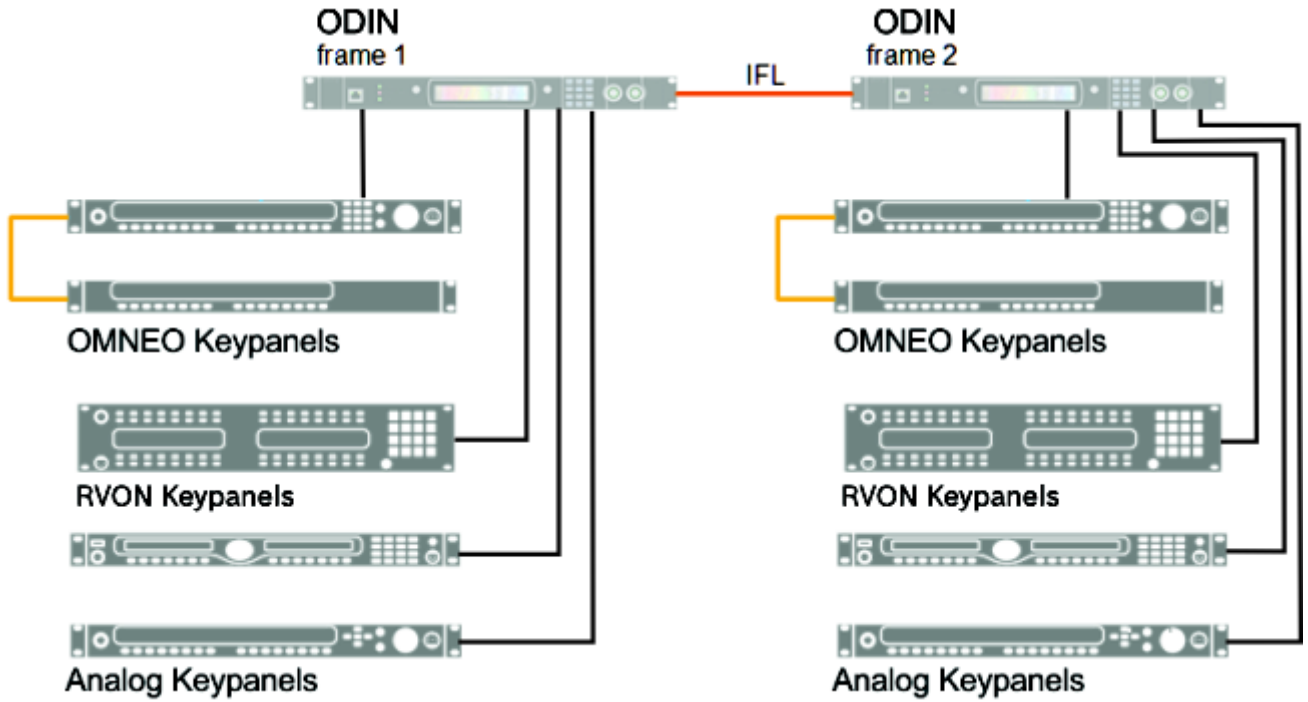 ODIN
frame 1
IFL
ODIN
frame 2
OMNEO Keypanels
OMNEO Keypanels
RVON Keypanels
RVON Keypanels
Analog Keypanels
Analog Keypanels